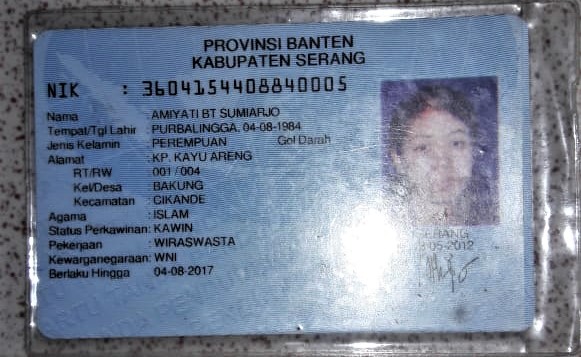 PROVINSI BANTEN
KABUPATEN SERANG
NIK : 3604154408840005
Nama : AMIYATI BT SUMIARJO
Tempat/Tgl Lahir : PURBALINGGA, 04-08-1984
Jenis Kelamin : PEREMPUAN Gol Darah
Alamat : KP. KAYU ARENG
RT/RW : 001 / 004
Kel/Desa : BAKUNG
Kecamatan : CIKANDE
Agama : ISLAM
Status Perkawinan: KAWIN
Pekerjaan : WIRASWASTA
Kewarganegaraan: WNI
Berlaku Hingga : 04-08-2017
05-2012